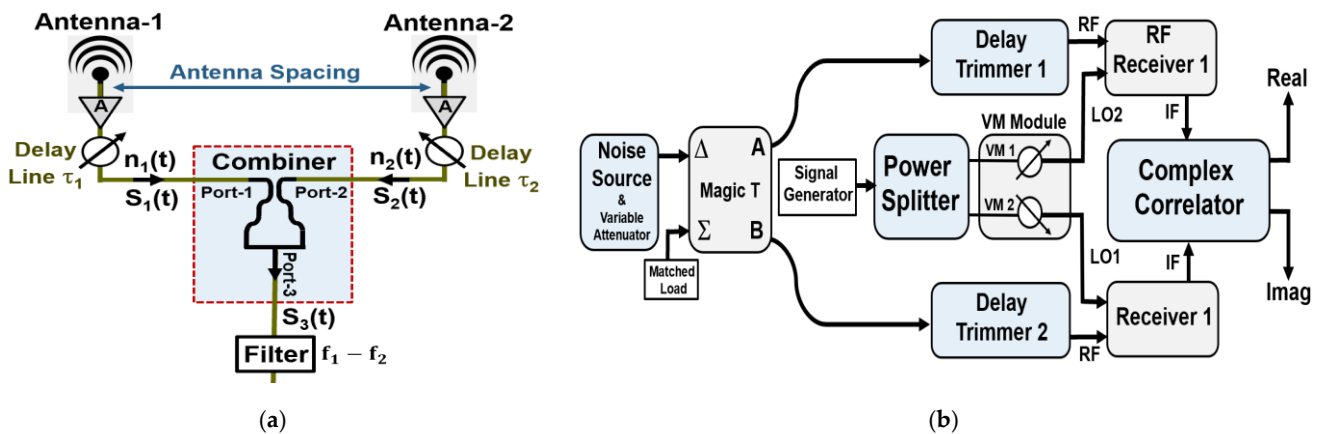 Antenna-1
Antenna-2
Antenna Spacing
A
A
Delay
Line τ1
n1(t)
S1(t)
Combiner
Port-1
Port-2
Port-3
n2(t)
S2(t)
Delay
Line τ2
S3(t)
Filter
f1 − f2
(a)
Noise
Source
&
Variable
Attenuator
Matched
Load
Δ
A
Magic T
Σ
B
Signal
Generator
Delay
Trimmer 1
RF
RF
Receiver 1
Power
Splitter
VM Module
VM 1
VM 2
LO2
LO1
IF
Complex
Correlator
IF
Real
Imag
Delay
Trimmer 2
RF
Receiver 1
(b)